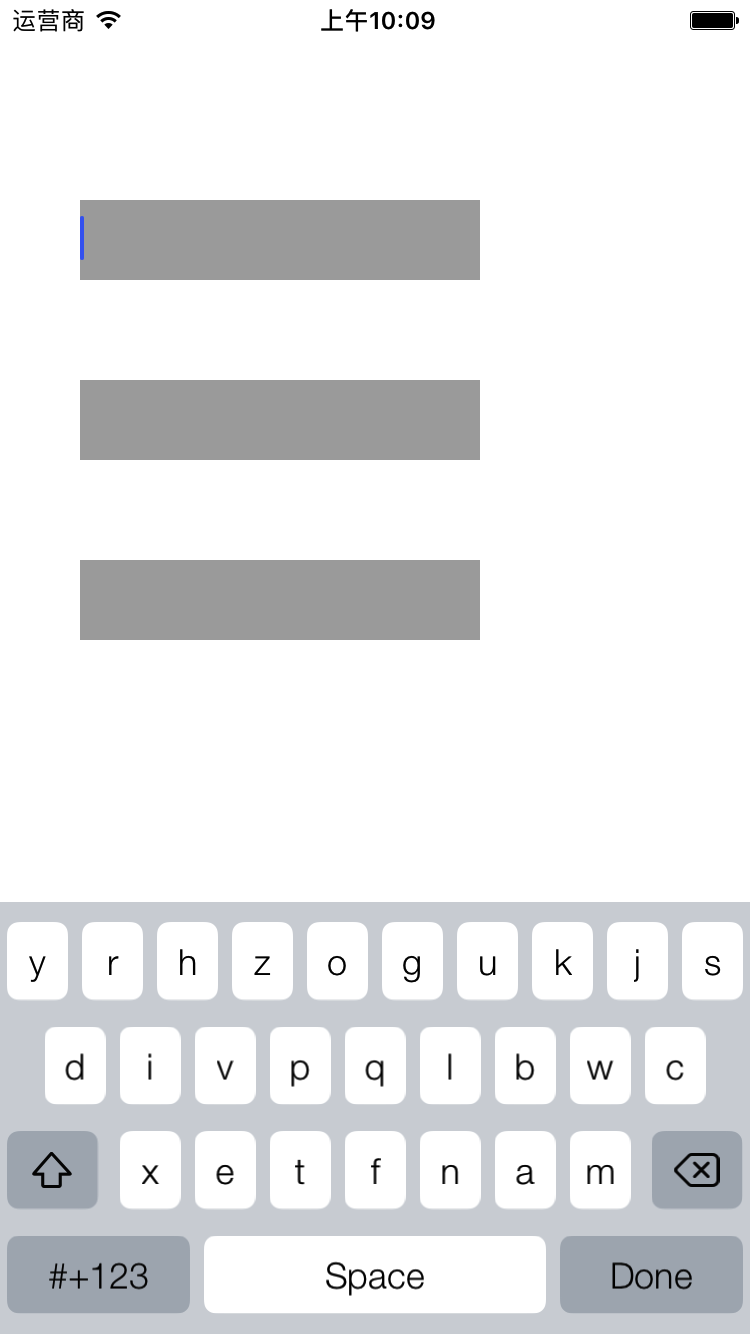 运营商 上午10:09
y r h z o g u k j s
d i v p q l b w c
x e t f n a m
#+123 Space Done